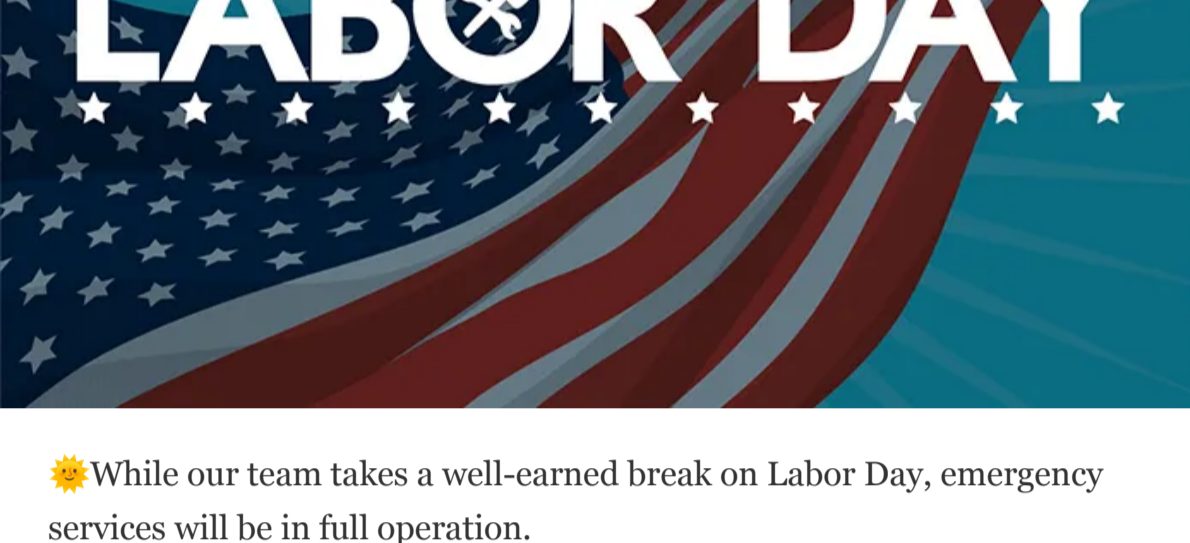 LABOR DAY
🌞While our team takes a well-earned break on Labor Day, emergency
services will be in full operation.